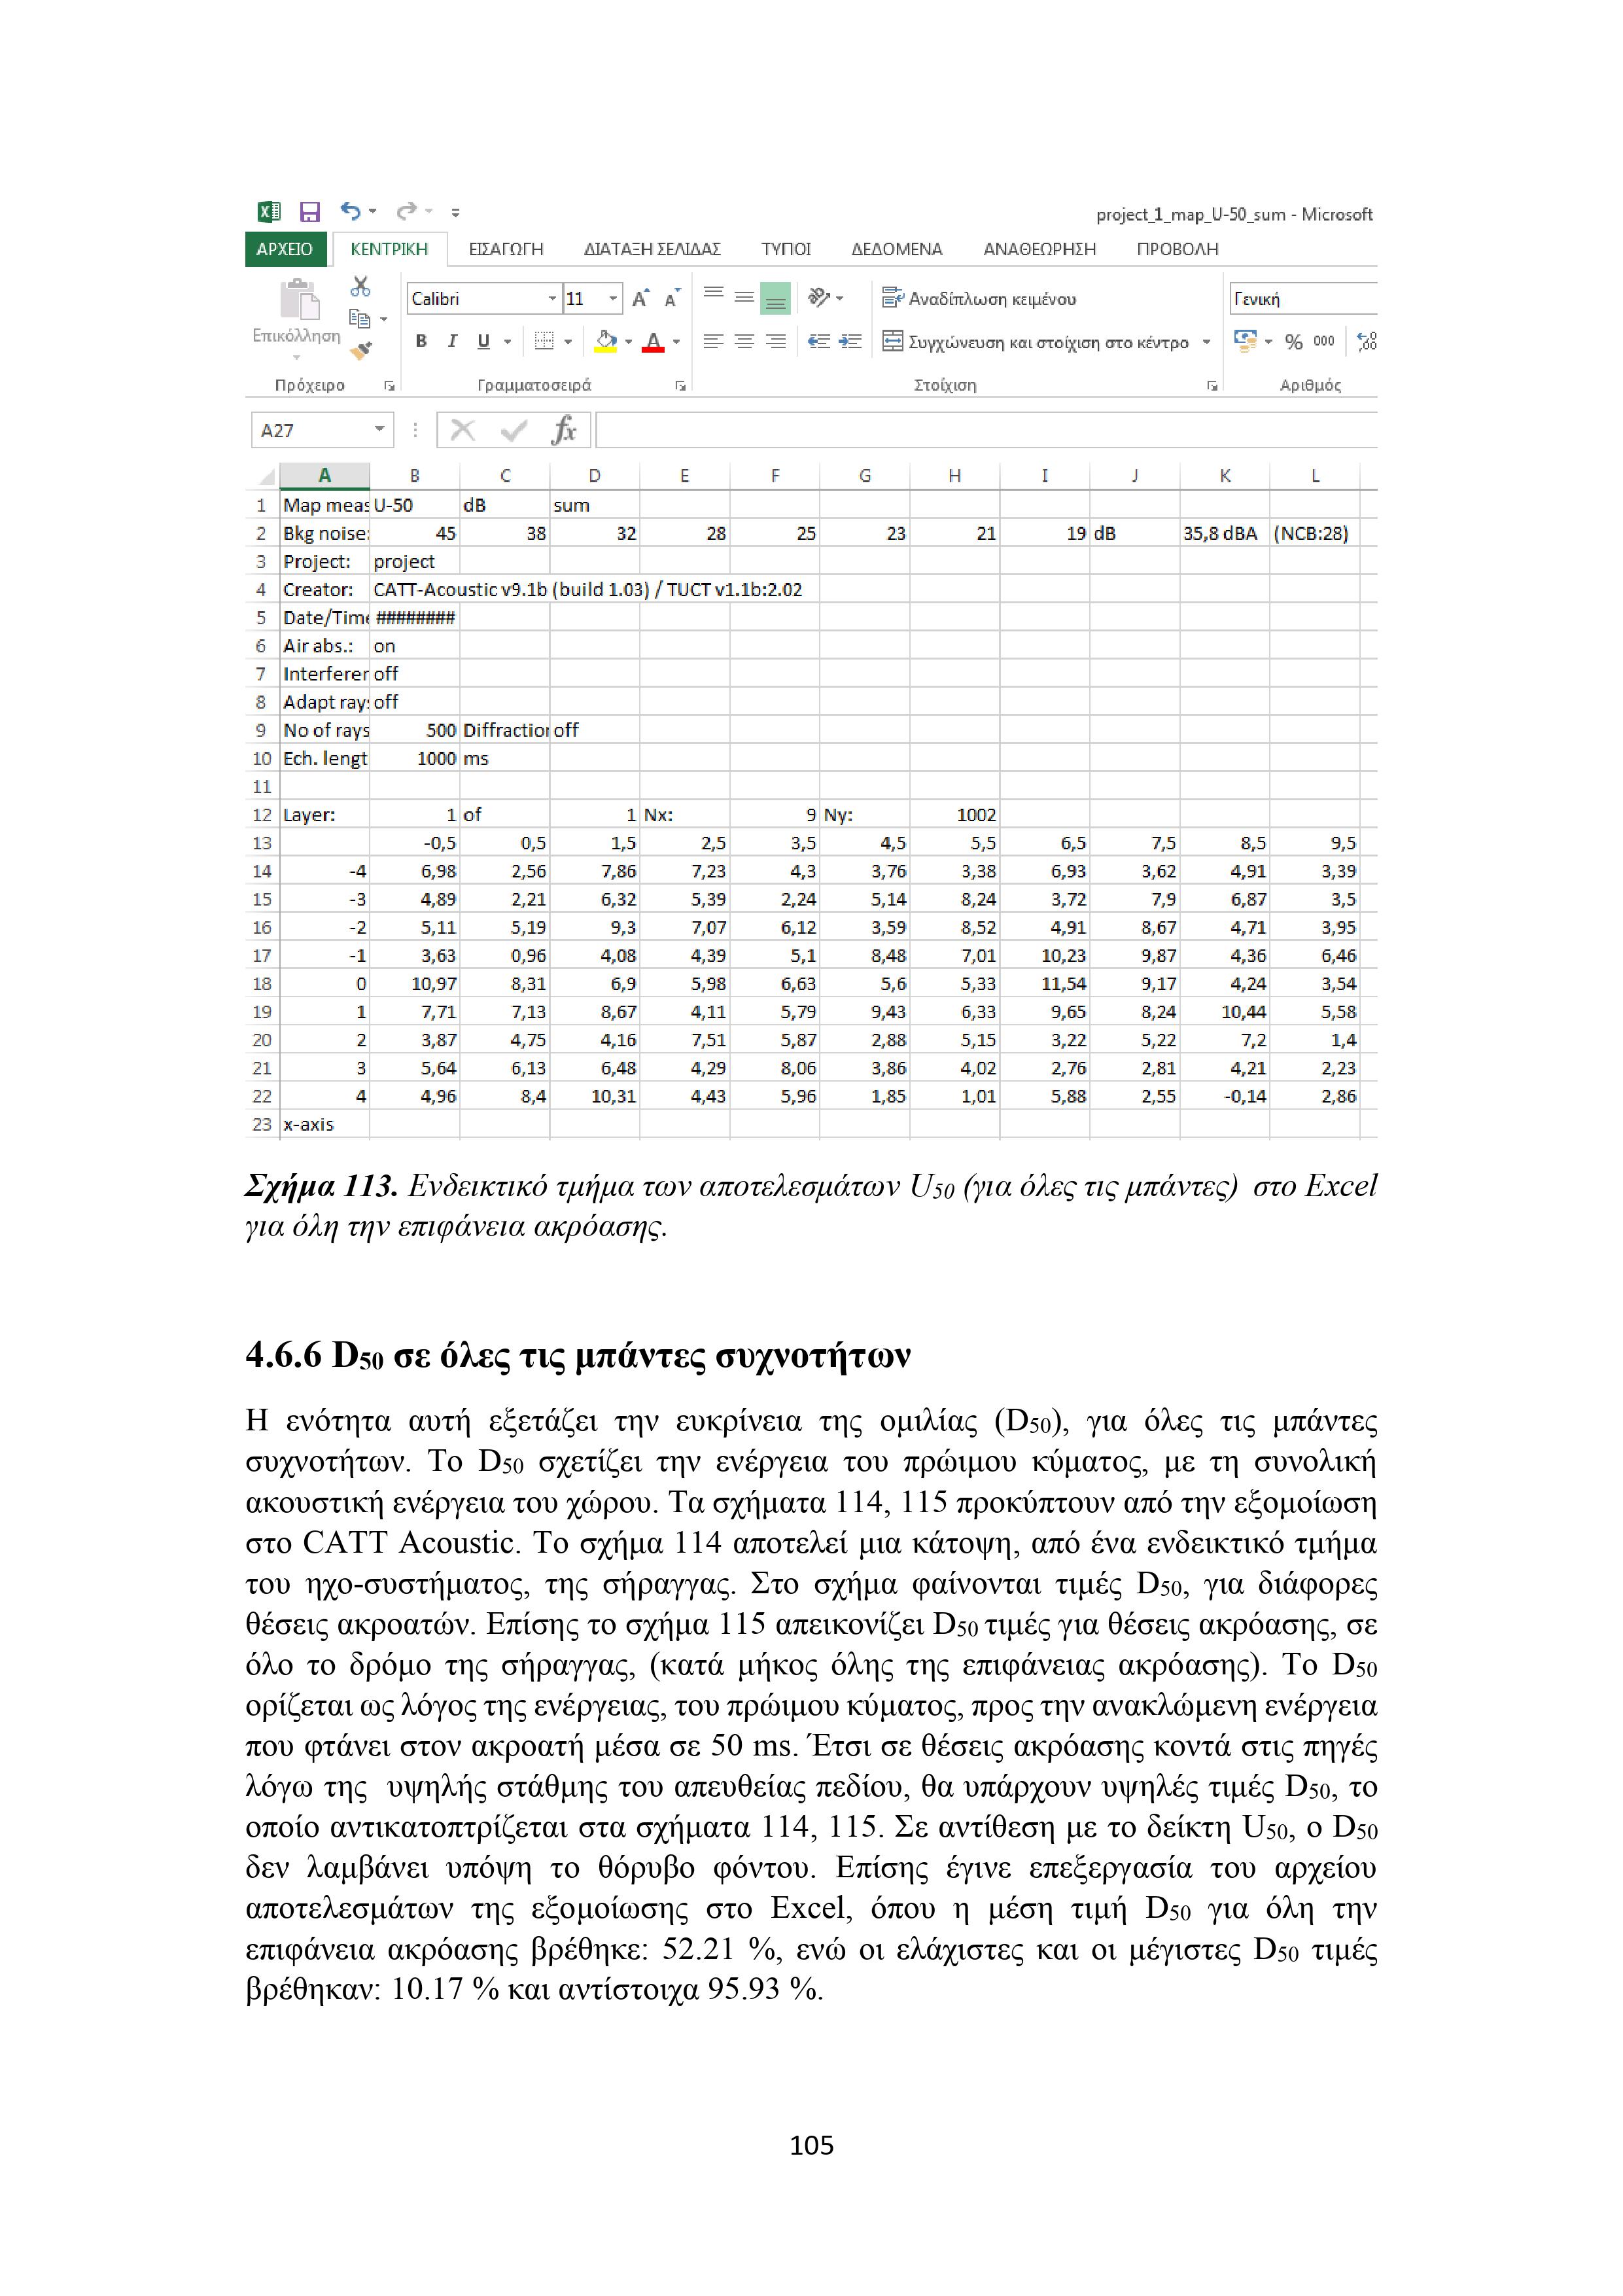 project_1_map_U-50_sum - Microsoft
ΑΡΧΕΙΟ ΚΕΝΤΡΙΚΗ ΕΙΣΑΓΩΓΗ ΔΙΑΤΑΞΗ ΣΕΛΙΔΑΣ ΤΥΠΟΙ ΔΕΔΟΜΕΝΑ ΑΝΑΘΕΩΡΗΣΗ ΠΡΟΒΟΛΗ
Calibri 11 A A Αναδίπλωση κειμένου Γενική
Επικόλληση B I U A Συγχώνευση και στοίχιση στο κέντρο % 000
Πρόχειρο Γραμματοσειρά Στοίχιση Αριθμός
A27 fx
A B C D E F G H I J K L
1 Map meas U-50 dB sum
2 Bkg noise: 45 38 32 28 25 23 21 19 dB 35,8 dBA (NCB:28)
3 Project: project
4 Creator: CATT-Acoustic v9.1b (build 1.03) / TUCT v1.1b:2.02
5 Date/Time ########
6 Air abs.: on
7 Interferer off
8 Adapt rays off
9 No of rays 500 Diffraction off
10 Ech. lengt 1000 ms
11
12 Layer: 1 of 1 Nx: 9 Ny: 1002
13 -0,5 0,5 1,5 2,5 3,5 4,5 5,5 6,5 7,5 8,5 9,5
14 -4 6,98 2,56 7,86 7,23 4,3 3,76 3,38 6,93 3,62 4,91 3,39
15 -3 4,89 2,21 6,32 5,39 2,24 5,14 8,24 3,72 7,9 6,87 3,5
16 -2 5,11 5,19 9,3 7,07 6,12 3,59 8,52 4,91 8,67 4,71 3,95
17 -1 3,63 0,96 4,08 4,39 5,1 8,48 7,01 10,23 9,87 4,36 6,46
18 0 10,97 8,31 6,9 5,98 6,63 5,6 5,33 11,54 9,17 4,24 3,54
19 1 7,71 7,13 8,67 4,11 5,79 9,43 6,33 9,65 8,24 10,44 5,58
20 2 3,87 4,75 4,16 7,51 5,87 2,88 5,15 3,22 5,22 7,2 1,4
21 3 5,64 6,13 6,48 4,29 8,06 3,86 4,02 2,76 2,81 4,21 2,23
22 4 4,96 8,4 10,31 4,43 5,96 1,85 1,01 5,88 2,55 -0,14 2,86
23 x-axis
Σχήμα 113. Ενδεικτικό τμήμα των αποτελεσμάτων U50 (για όλες τις μπάντες) στο Excel
για όλη την επιφάνεια ακρόασης.
4.6.6 D50 σε όλες τις μπάντες συχνοτήτων
Η ενότητα αυτή εξετάζει την ευκρίνεια της ομιλίας (D50), για όλες τις μπάντες
συχνοτήτων. Το D50 σχετίζει την ενέργεια του πρώιμου κύματος, με τη συνολική
ακουστική ενέργεια του χώρου. Τα σχήματα 114, 115 προκύπτουν από την εξομοίωση
στο CATT Acoustic. Το σχήμα 114 αποτελεί μια κάτοψη, από ένα ενδεικτικό τμήμα
του ηχο-συστήματος, της σήραγγας. Στο σχήμα φαίνονται τιμές D50, για διάφορες
θέσεις ακροατών. Επίσης το σχήμα 115 απεικονίζει D50 τιμές για θέσεις ακρόασης, σε
όλο το δρόμο της σήραγγας, (κατά μήκος όλης της επιφάνειας ακρόασης). Το D50
ορίζεται ως λόγος της ενέργειας, του πρώιμου κύματος, προς την ανακλώμενη ενέργεια
που φτάνει στον ακροατή μέσα σε 50 ms. Έτσι σε θέσεις ακρόασης κοντά στις πηγές
λόγω της υψηλής στάθμης του απευθείας πεδίου, θα υπάρχουν υψηλές τιμές D50, το
οποίο αντικατοπτρίζεται στα σχήματα 114, 115. Σε αντίθεση με το δείκτη U50, ο D50
δεν λαμβάνει υπόψη το θόρυβο φόντου. Επίσης έγινε επεξεργασία του αρχείου
αποτελεσμάτων της εξομοίωσης στο Excel, όπου η μέση τιμή D50 για όλη την
επιφάνεια ακρόασης βρέθηκε: 52.21 %, ενώ οι ελάχιστες και οι μέγιστες D50 τιμές
βρέθηκαν: 10.17 % και αντίστοιχα 95.93 %.
105